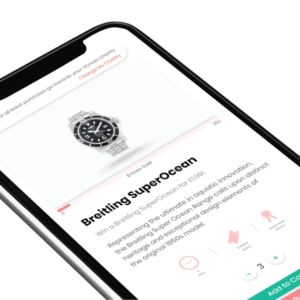 of all ticket purchases go towards your chosen charity
Change My Charity
Entries Sold
Breitling SuperOcean
Win a Breitling SuperOcean for £1.99!
Representing the ultimate in aquatic innovation,
the Breitling Super Ocean Range calls upon distinct
heritage and exceptional design elements of
the original 1950s model.
-
3
+
Add to Ca